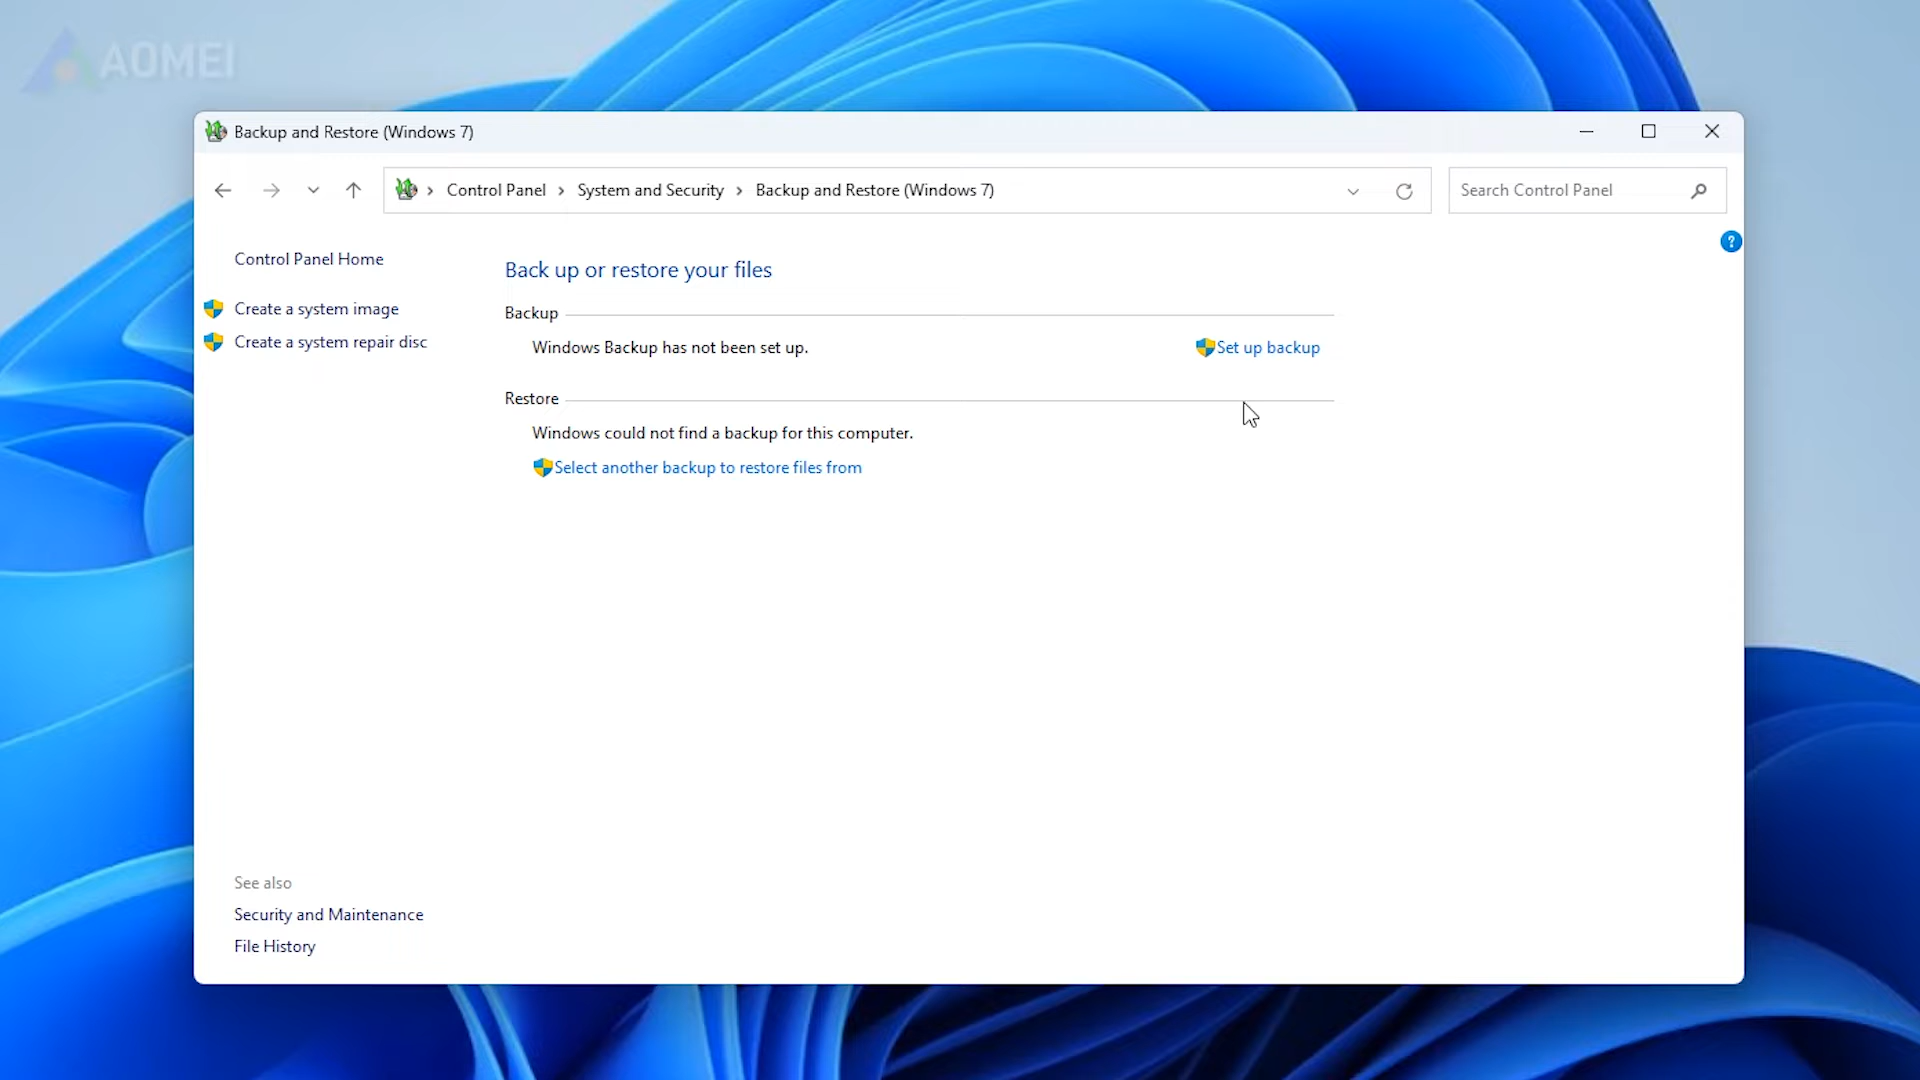 AOMEI
Backup and Restore (Windows 7)
Control Panel System and Security Backup and Restore (Windows 7)
Search Control Panel
?
Control Panel Home
Create a system image
Create a system repair disc
Back up or restore your files
Backup
Windows Backup has not been set up.
Set up backup
Restore
Windows could not find a backup for this computer.
Select another backup to restore files from
See also
Security and Maintenance
File History